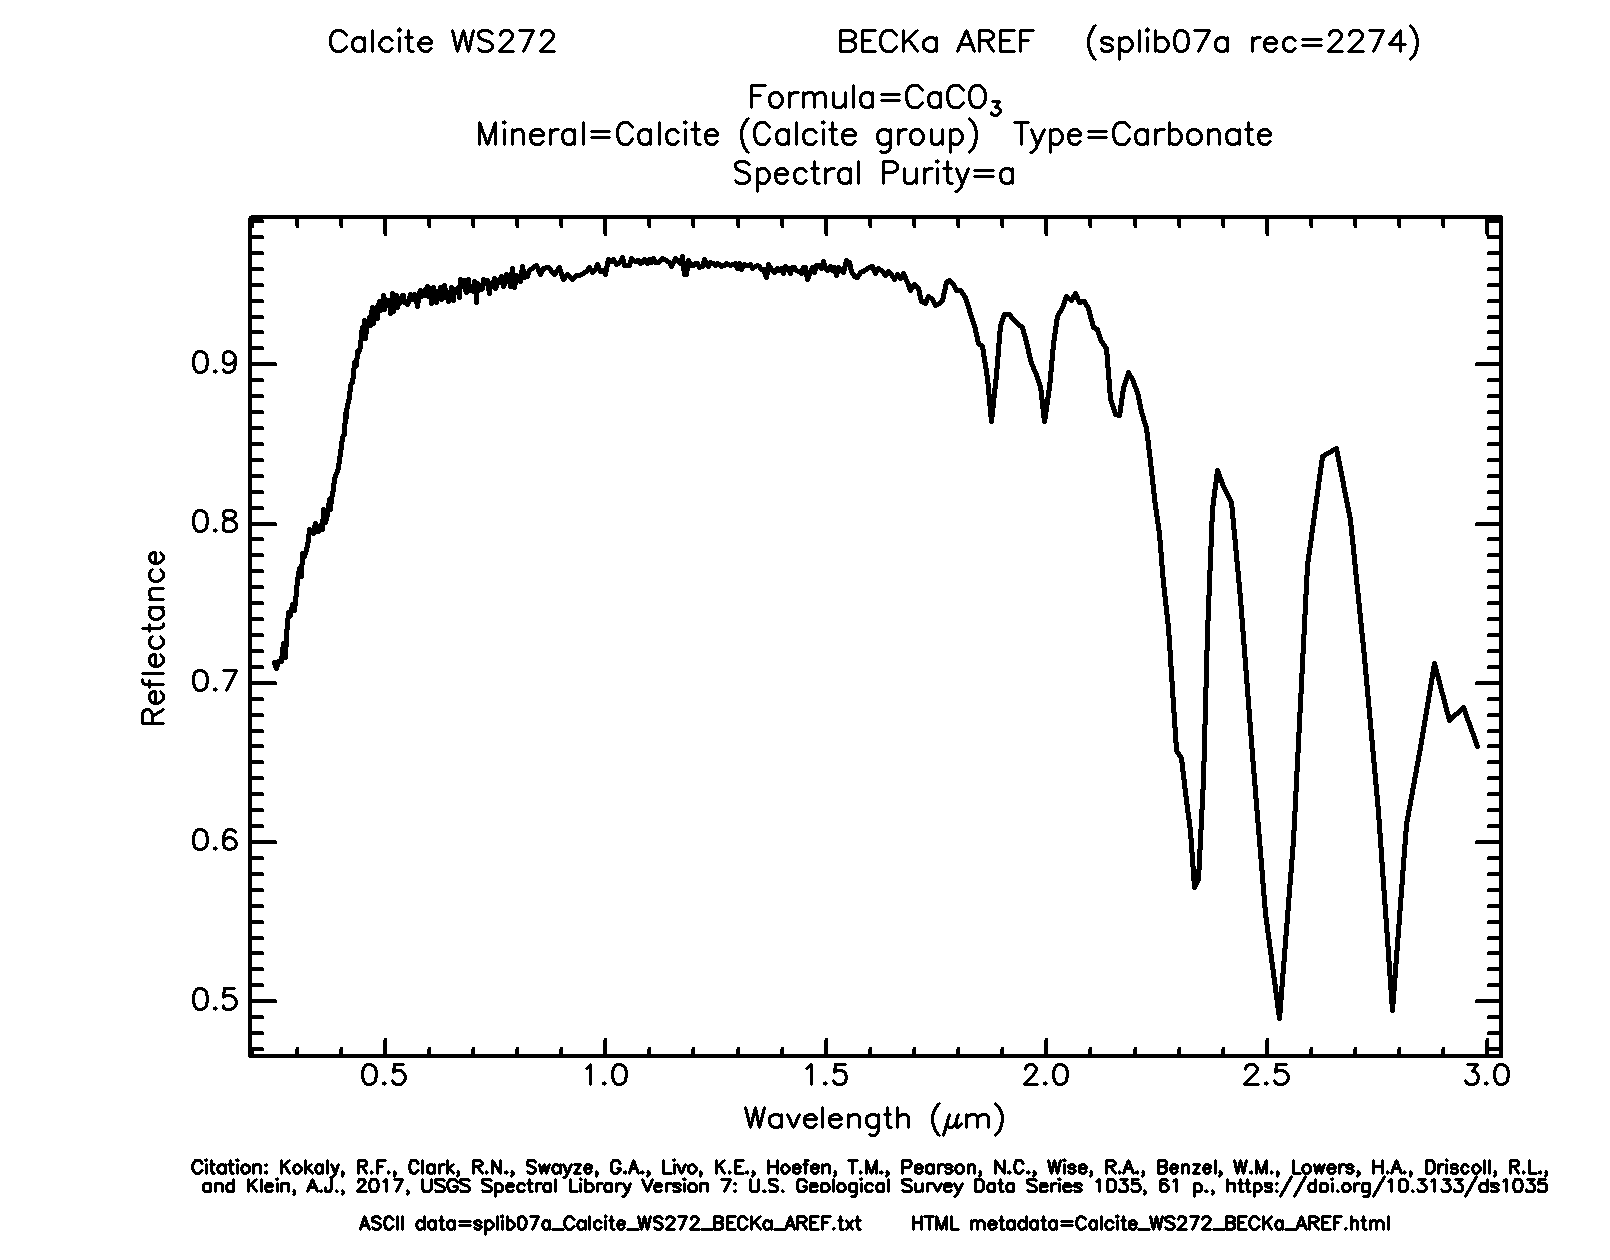 Calcite WS272 BECKa AREF (splib07a rec=2274)
Formula=CaCO₃
Mineral=Calcite (Calcite group) Type=Carbonate
Spectral Purity=a
0.9
0.8
0.7
0.6
0.5
Reflectance
0.5 1.0 1.5 2.0 2.5 3.0
Wavelength (μm)
Citation: Kokaly, R.F., Clark, R.N., Swayze, G.A., Livo, K.E., Hoefen, T.M., Pearson, N.C., Wise, R.A., Benzel, W.M., Lowers, H.A., Driscoll, R.L.,
and Klein, A.J., 2017, USGS Spectral Library Version 7: U.S. Geological Survey Data Series 1035, 61 p., https://doi.org/10.3133/ds1035
ASCII data=splib07a_Calcite_WS272_BECKa_AREF.txt HTML metadata=Calcite_WS272_BECKa_AREF.html